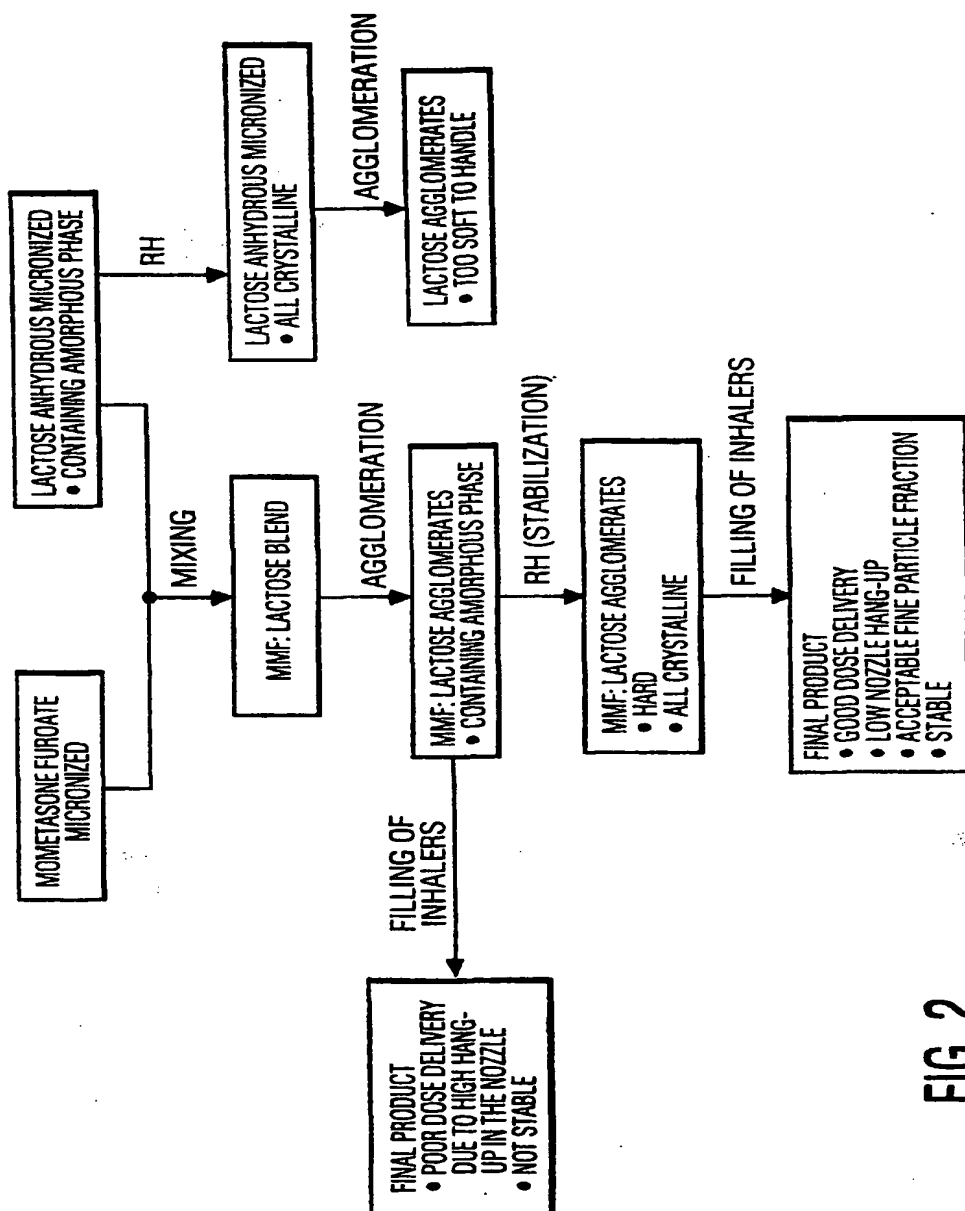 MOMETASONE FUROATE
MICRONIZED
LACTOSE ANHYDROUS MICRONIZED
• CONTAINING AMORPHOUS PHASE
MIXING
RH
MMF: LACTOSE BLEND
LACTOSE ANHYDROUS MICRONIZED
• ALL CRYSTALLINE
AGGLOMERATION
AGGLOMERATION
MMF: LACTOSE AGGLOMERATES
• CONTAINING AMORPHOUS PHASE
LACTOSE AGGLOMERATES
• TOO SOFT TO HANDLE
FILLING OF
INHALERS
RH (STABILIZATION)
FINAL PRODUCT
• POOR DOSE DELIVERY
DUE TO HIGH HANG-
UP IN THE NOZZLE
• NOT STABLE
MMF: LACTOSE AGGLOMERATES
• HARD
• ALL CRYSTALLINE
FILLING OF INHALERS
FINAL PRODUCT
• GOOD DOSE DELIVERY
• LOW NOZZLE HANG-UP
• ACCEPTABLE FINE PARTICLE FRACTION
• STABLE
FIG. 2